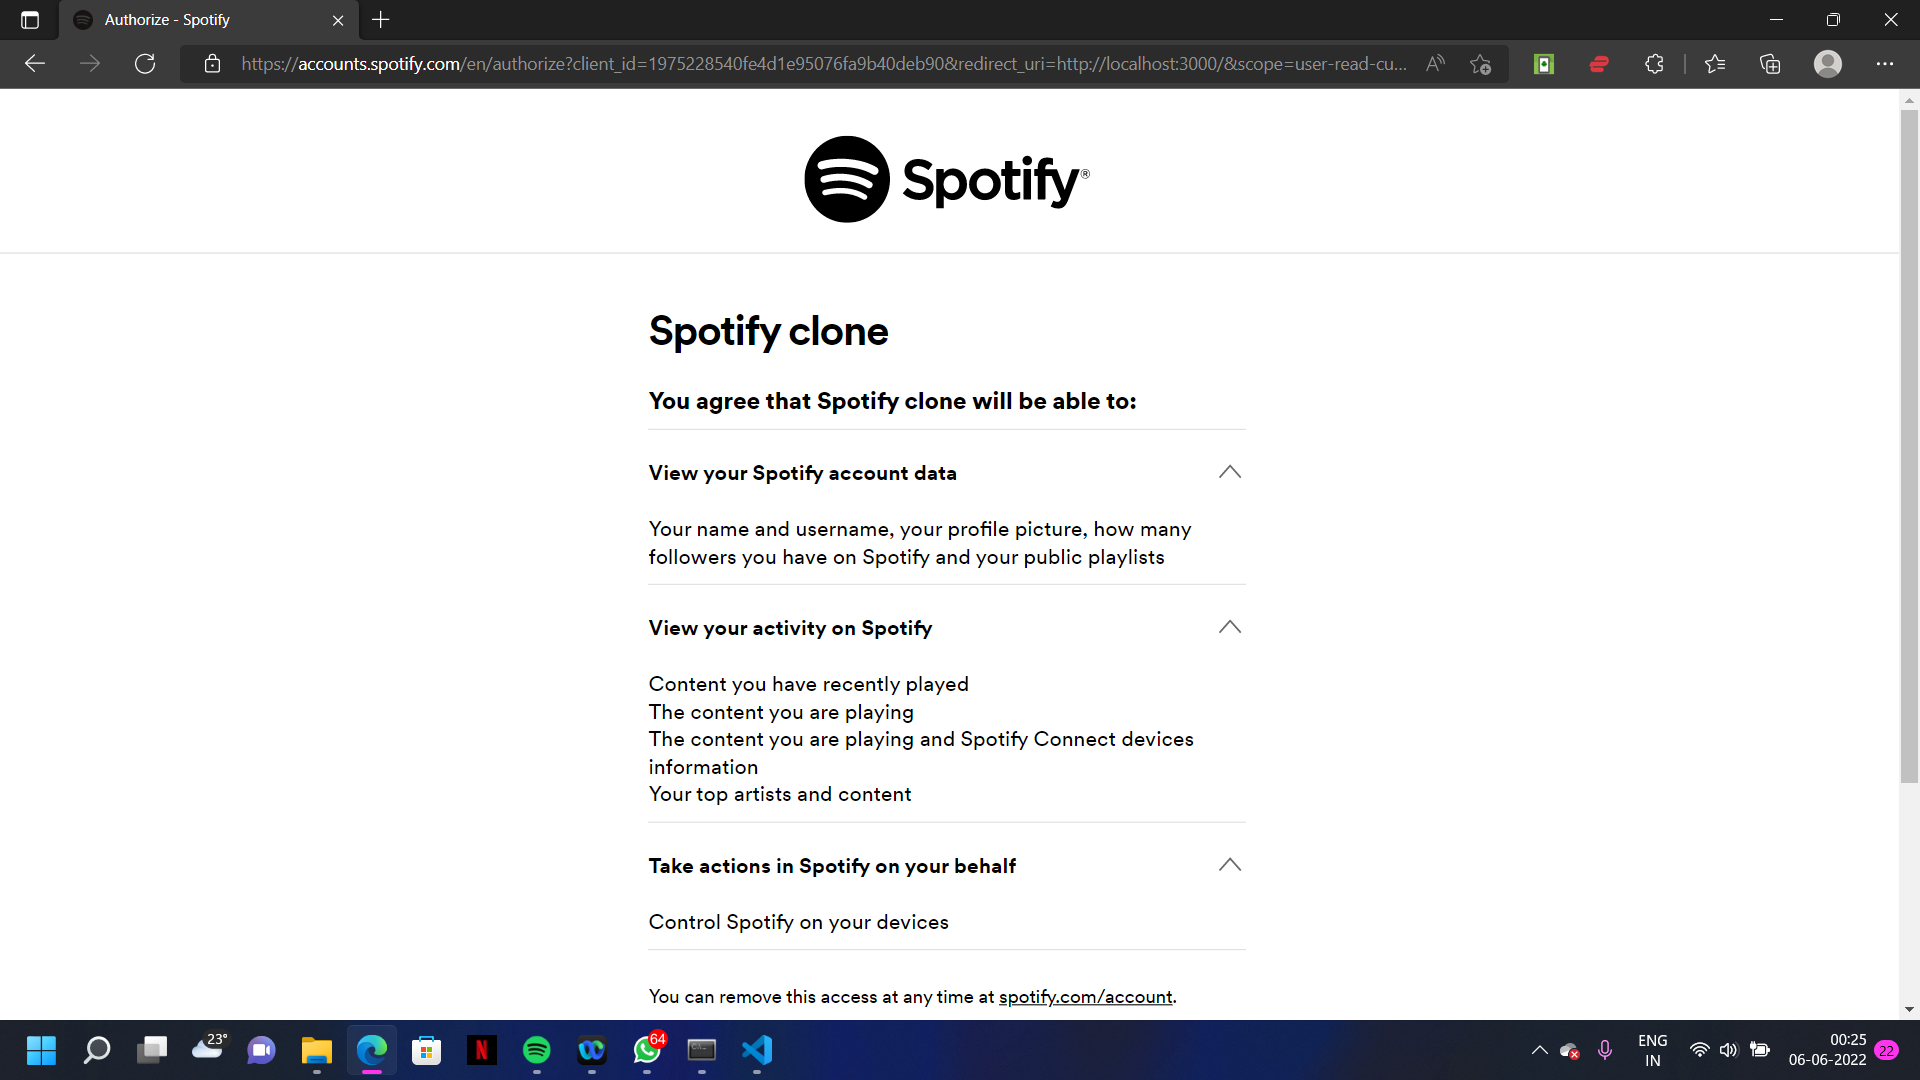 Authorize - Spotify
https://accounts.spotify.com/en/authorize?client_id=1975228540fe4d1e95076fa9b40deb90&redirect_uri=http://localhost:3000/&scope=user-read-cu...
Spotify®
Spotify clone
You agree that Spotify clone will be able to:
View your Spotify account data
Your name and username, your profile picture, how many
followers you have on Spotify and your public playlists
View your activity on Spotify
Content you have recently played
The content you are playing
The content you are playing and Spotify Connect devices
information
Your top artists and content
Take actions in Spotify on your behalf
Control Spotify on your devices
You can remove this access at any time at spotify.com/account.
23°
N
64
ENG
IN
00:25
06-06-2022
22